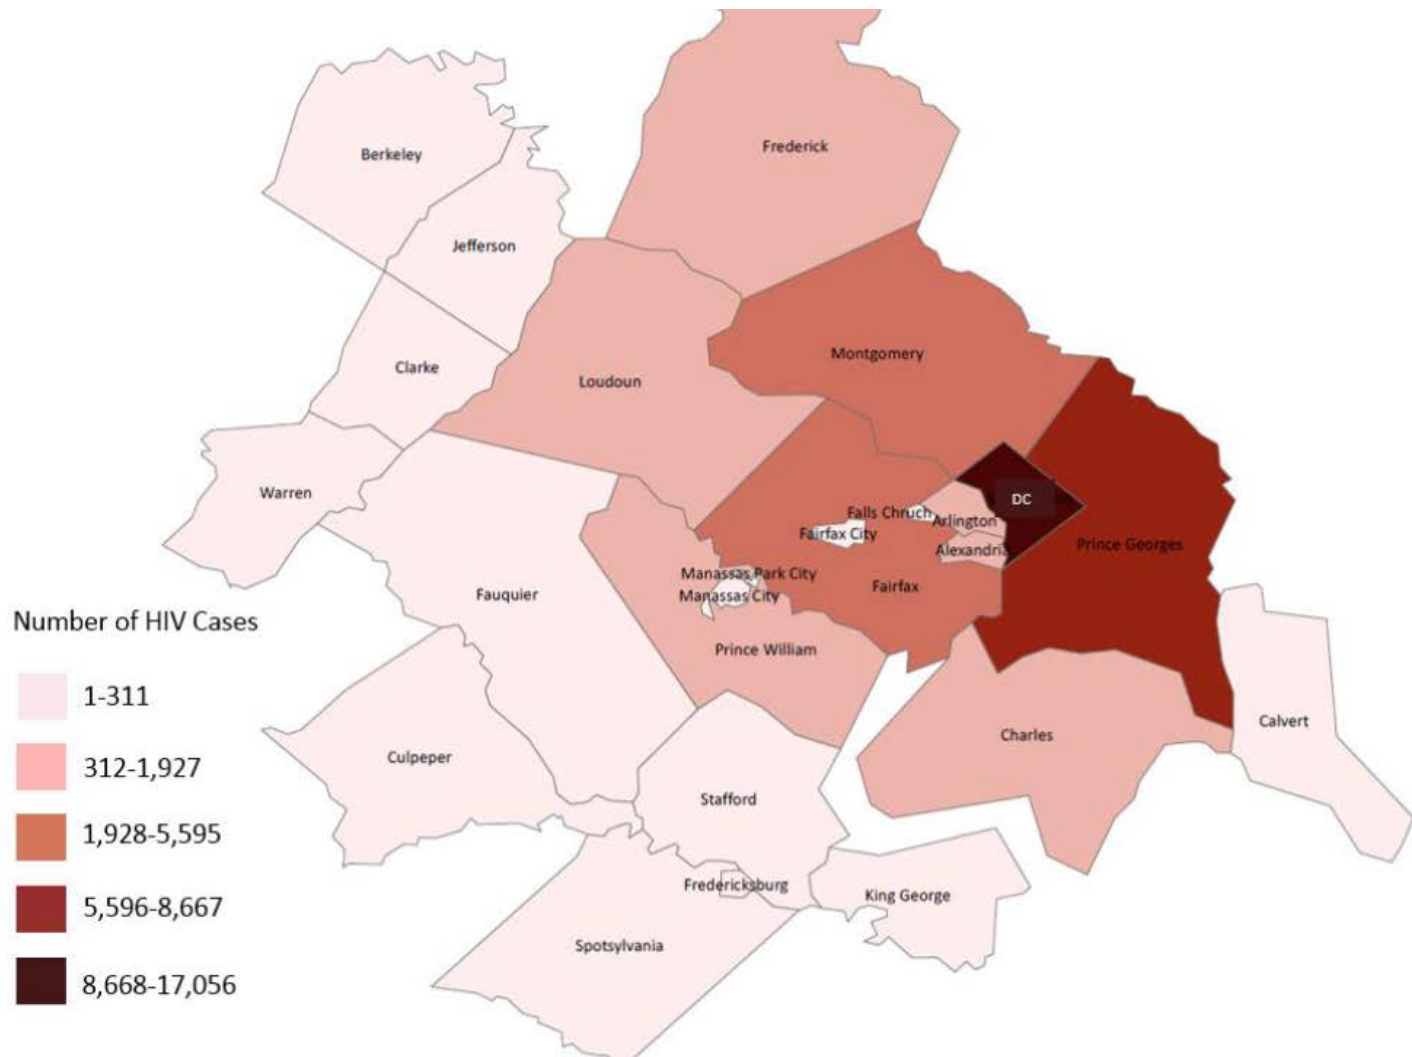 Frederick
Berkeley
Jefferson
Montgomery
Clarke
Loudoun
Warren
DC
Falls Chruch
Arlington
Fairfax City
Alexandria
Prince Georges
Manassas Park City
Fairfax
Fauquier
Manassas City
Prince William
Calvert
Charles
Culpeper
Stafford
Fredericksburg
King George
Spotsylvania
Number of HIV Cases
1-311
312-1,927
1,928-5,595
5,596-8,667
8,668-17,056